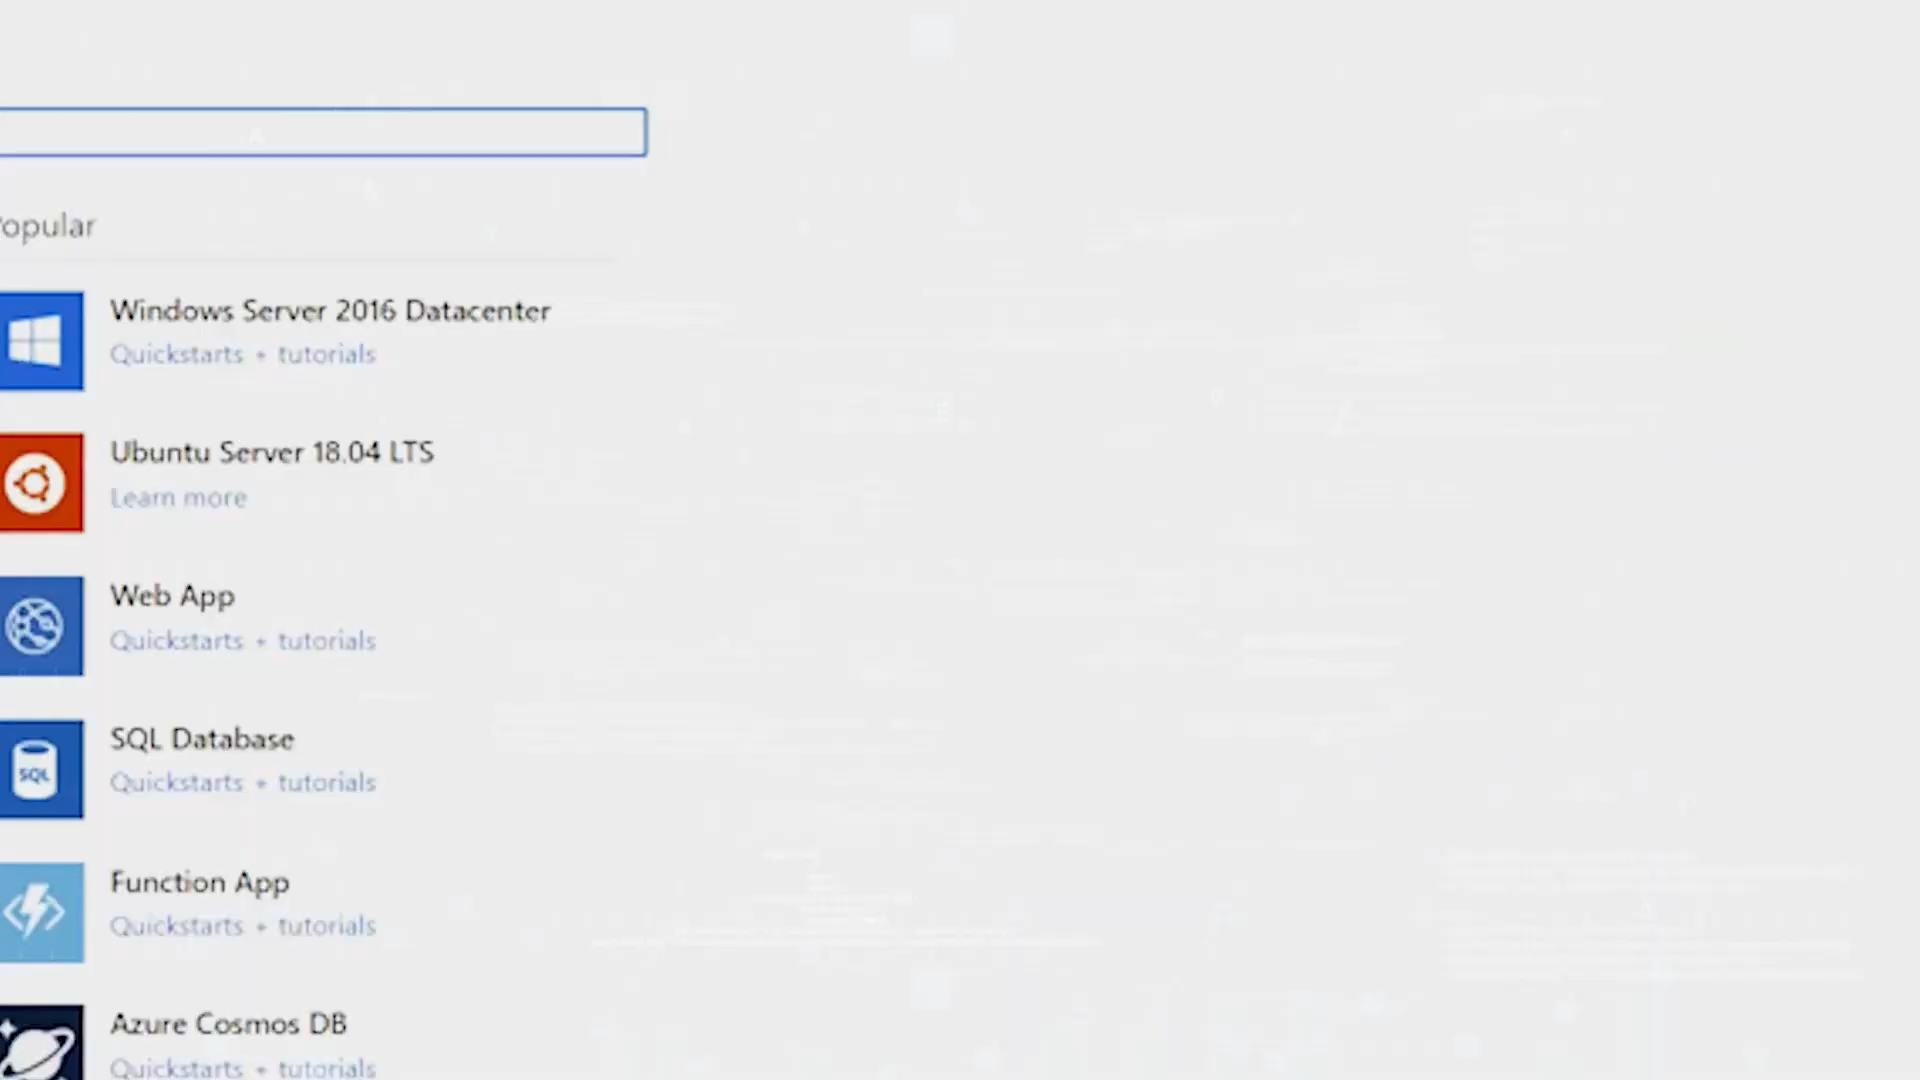 opular
Windows Server 2016 Datacenter
Quickstarts + tutorials
Ubuntu Server 18.04 LTS
Learn more
Web App
Quickstarts + tutorials
SQL Database
SQL
Quickstarts + tutorials
Function App
Quickstarts + tutorials
Azure Cosmos DB
Quickstarts + tutorials